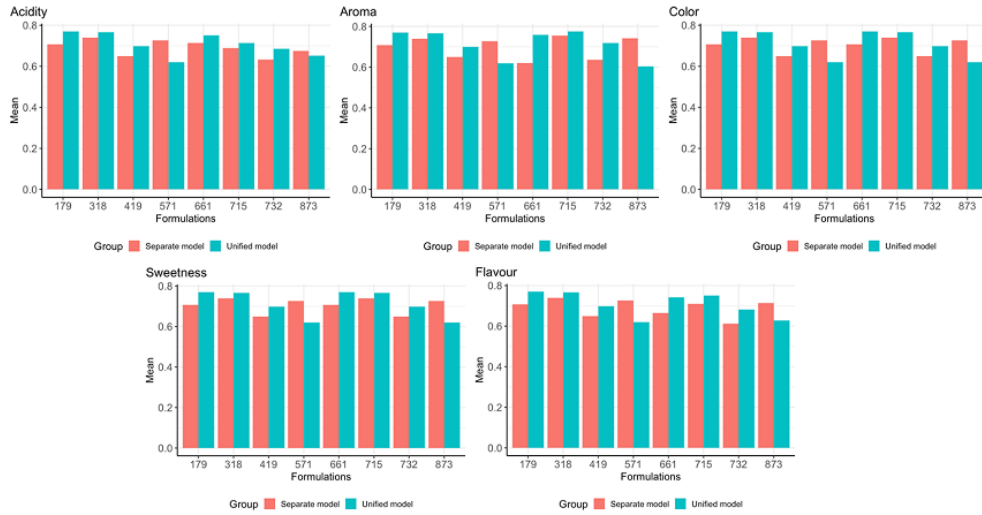 Acidity
0.8
0.6
0.4
0.2
0.0
Mean
179 318 419 571 661 715 732 873
Formulations
Group Separate model Unified model
Aroma
0.8
0.6
0.4
0.2
0.0
Mean
179 318 419 571 661 715 732 873
Formulations
Group Separate model Unified model
Color
0.8
0.6
0.4
0.2
0.0
Mean
179 318 419 571 661 715 732 873
Formulations
Group Separate model Unified model
Sweetness
0.8
0.6
0.4
0.2
0.0
Mean
179 318 419 571 661 715 732 873
Formulations
Group Separate model Unified model
Flavour
0.8
0.6
0.4
0.2
0.0
Mean
179 318 419 571 661 715 732 873
Formulations
Group Separate model Unified model